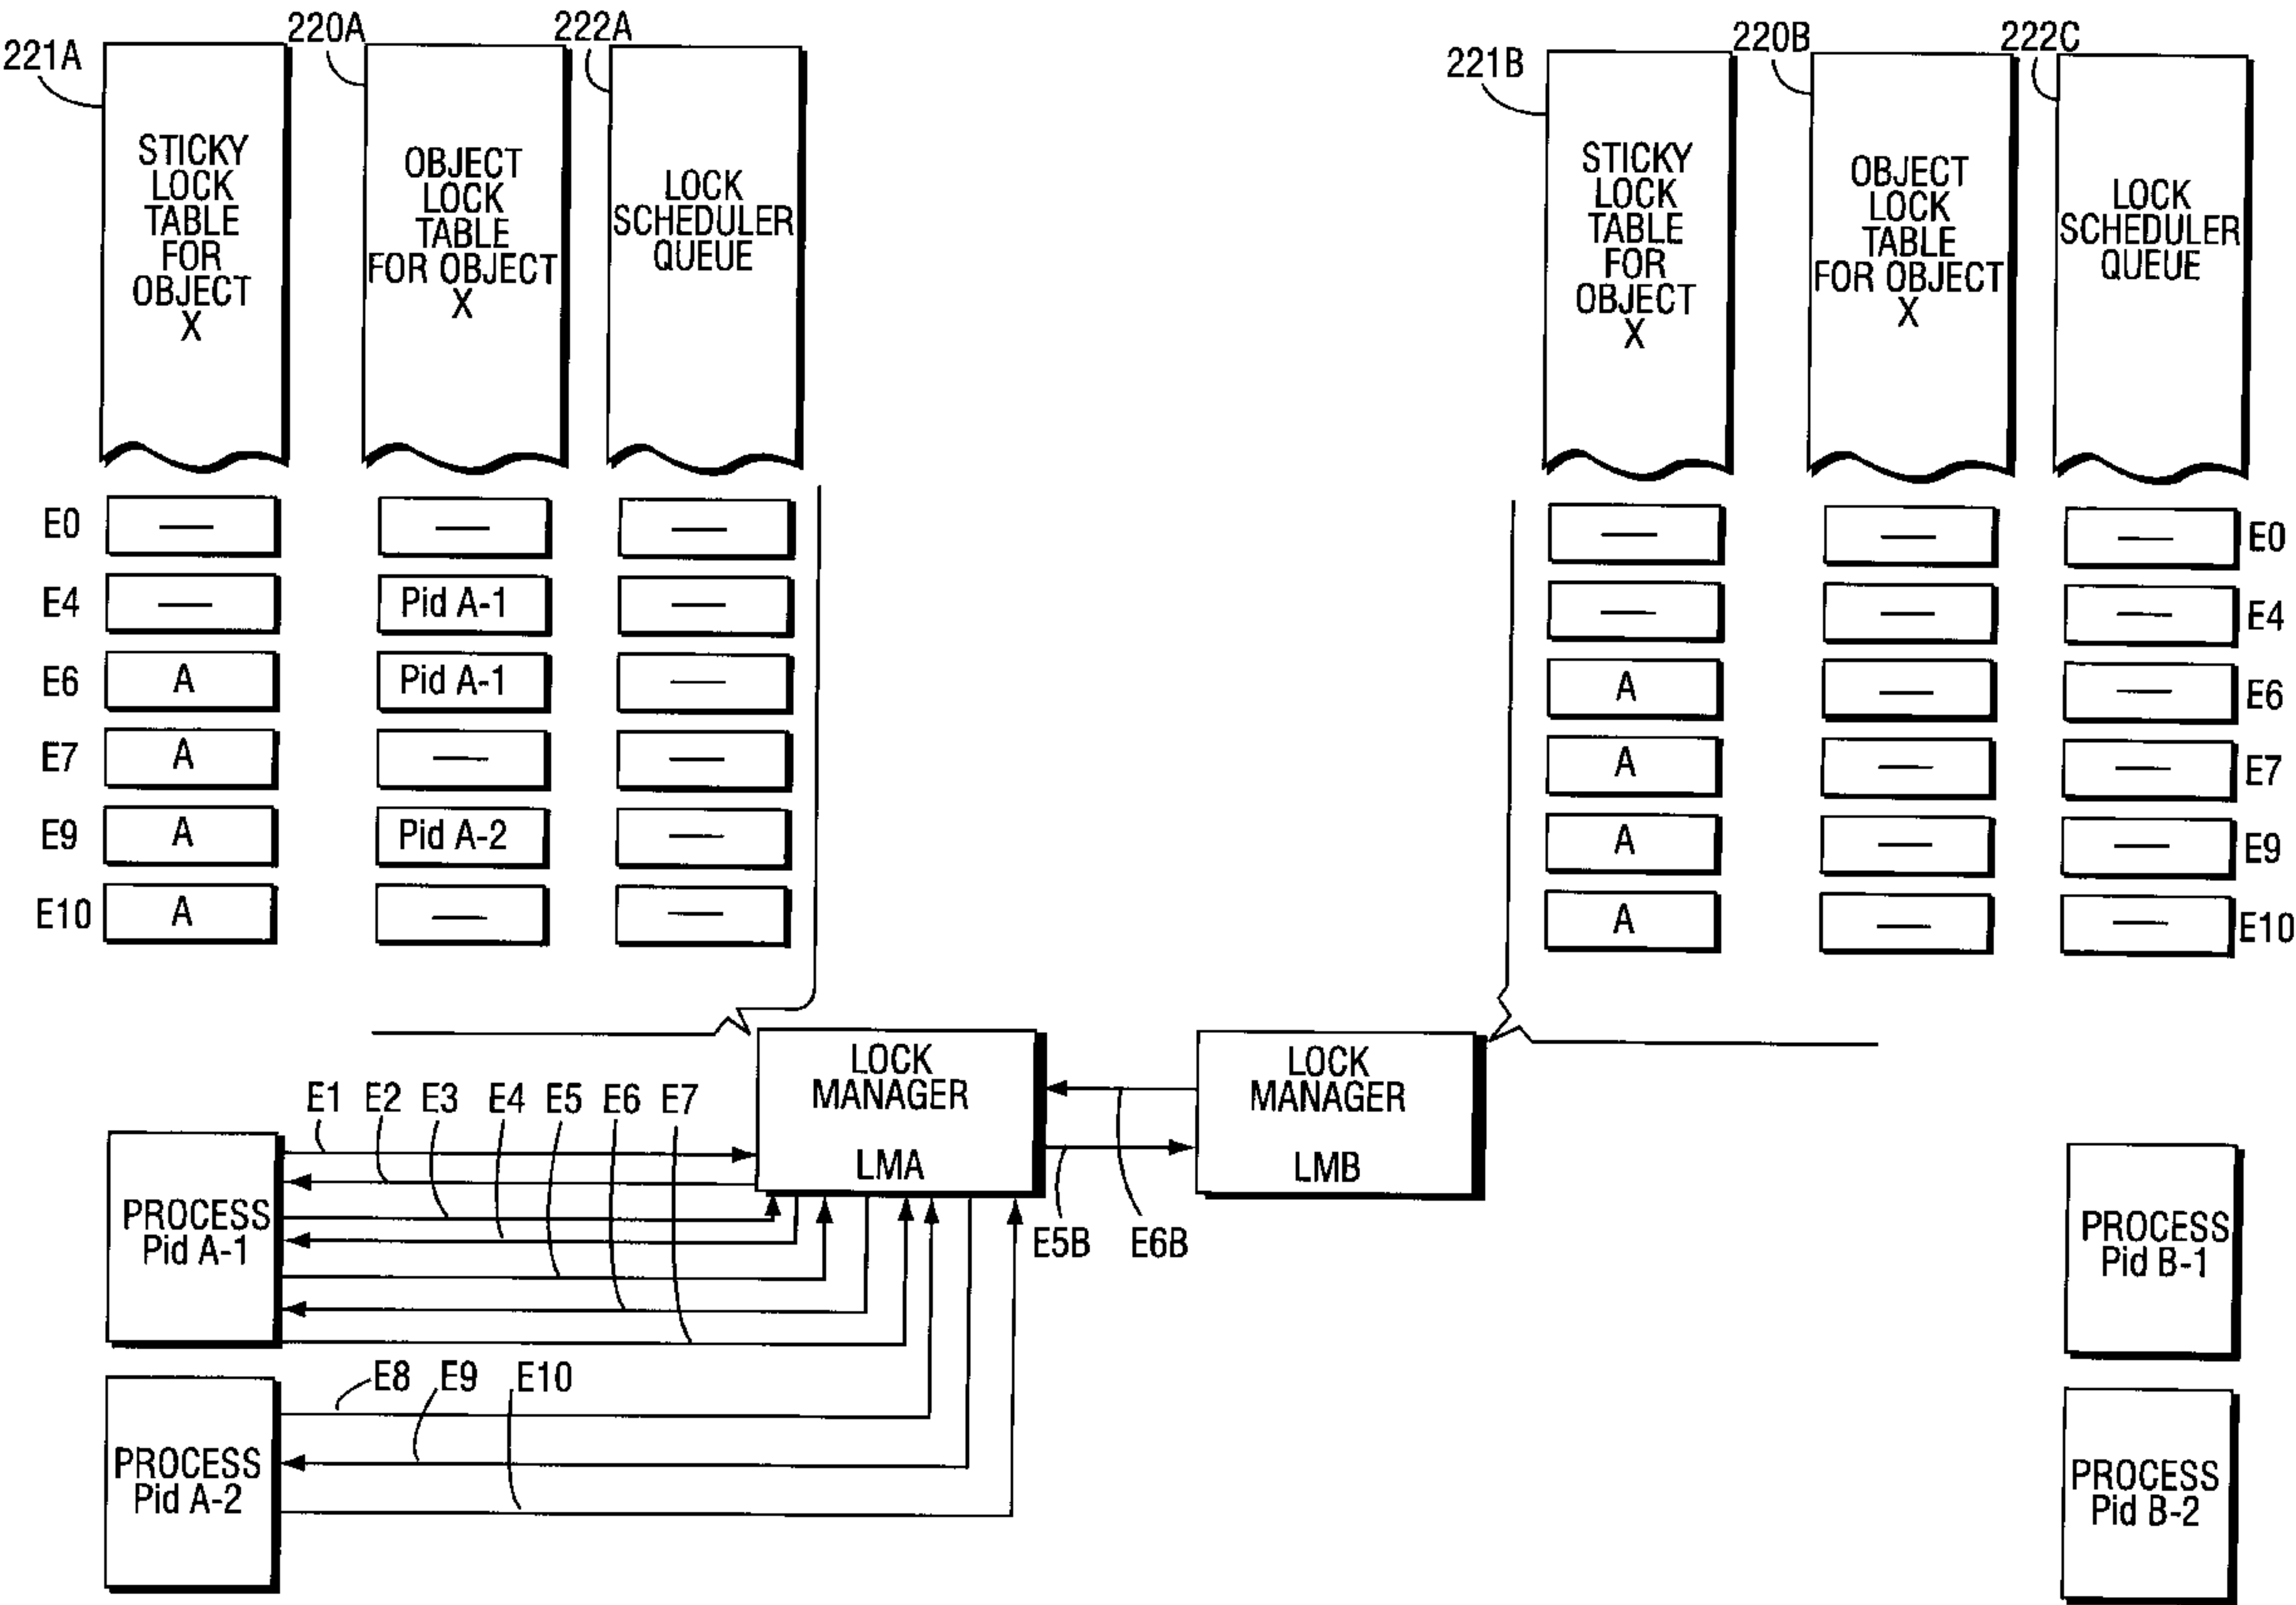 221A
220A
222A
221B
220B
222C
STICKY
LOCK
TABLE
FOR
OBJECT
X
OBJECT
LOCK
TABLE
FOR OBJECT
X
LOCK
SCHEDULER
QUEUE
STICKY
LOCK
TABLE
FOR
OBJECT
X
OBJECT
LOCK
TABLE
FOR OBJECT
X
LOCK
SCHEDULER
QUEUE
E0 — — — — — — E0
E4 — Pid A-1 — — — — E4
E6 A Pid A-1 — A — — E6
E7 A — — A — — E7
E9 A Pid A-2 — A — — E9
E10 A — — A — — E10
LOCK
MANAGER
LMA
LOCK
MANAGER
LMB
E1 E2 E3 E4 E5 E6 E7
E5B E6B
PROCESS
Pid A-1
PROCESS
Pid B-1
E8 E9 E10
PROCESS
Pid A-2
PROCESS
Pid B-2